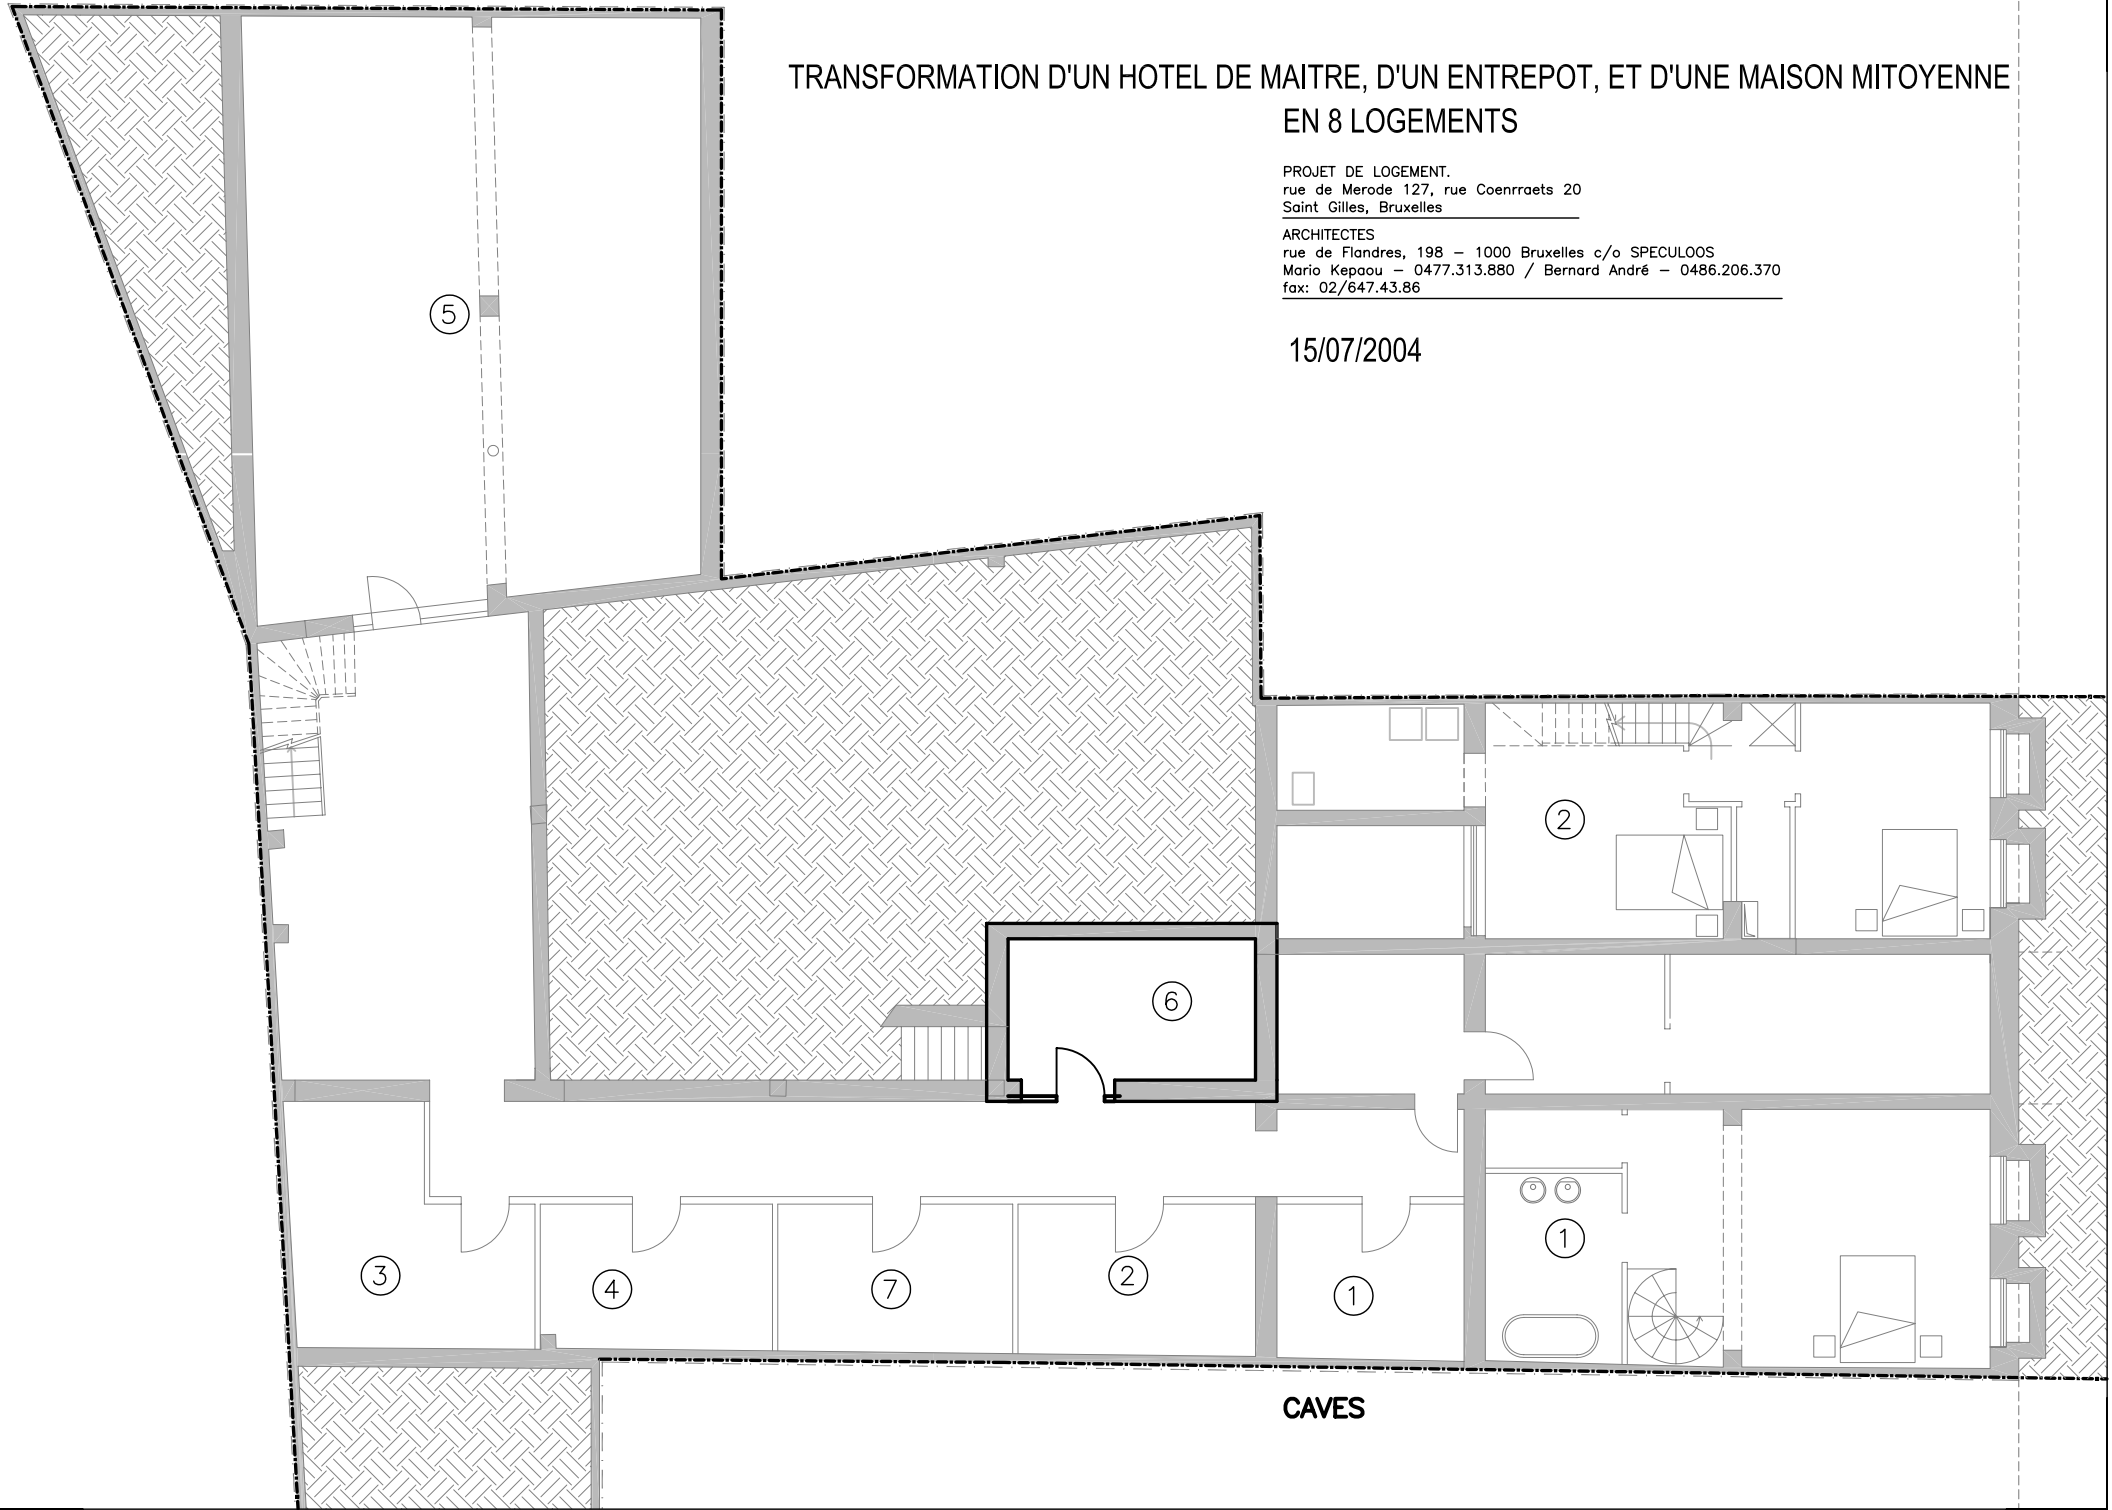 TRANSFORMATION D'UN HOTEL DE MAITRE, D'UN ENTREPOT, ET D'UNE MAISON MITOYENNE
EN 8 LOGEMENTS
PROJET DE LOGEMENT.
rue de Merode 127, rue Coenrraets 20
Saint Gilles, Bruxelles
ARCHITECTES
rue de Flandres, 198 – 1000 Bruxelles c/o SPECULOOS
Mario Kepaou – 0477.313.880 / Bernard André – 0486.206.370
fax: 02/647.43.86
15/07/2004
5
2
6
1
3
4
7
2
1
CAVES